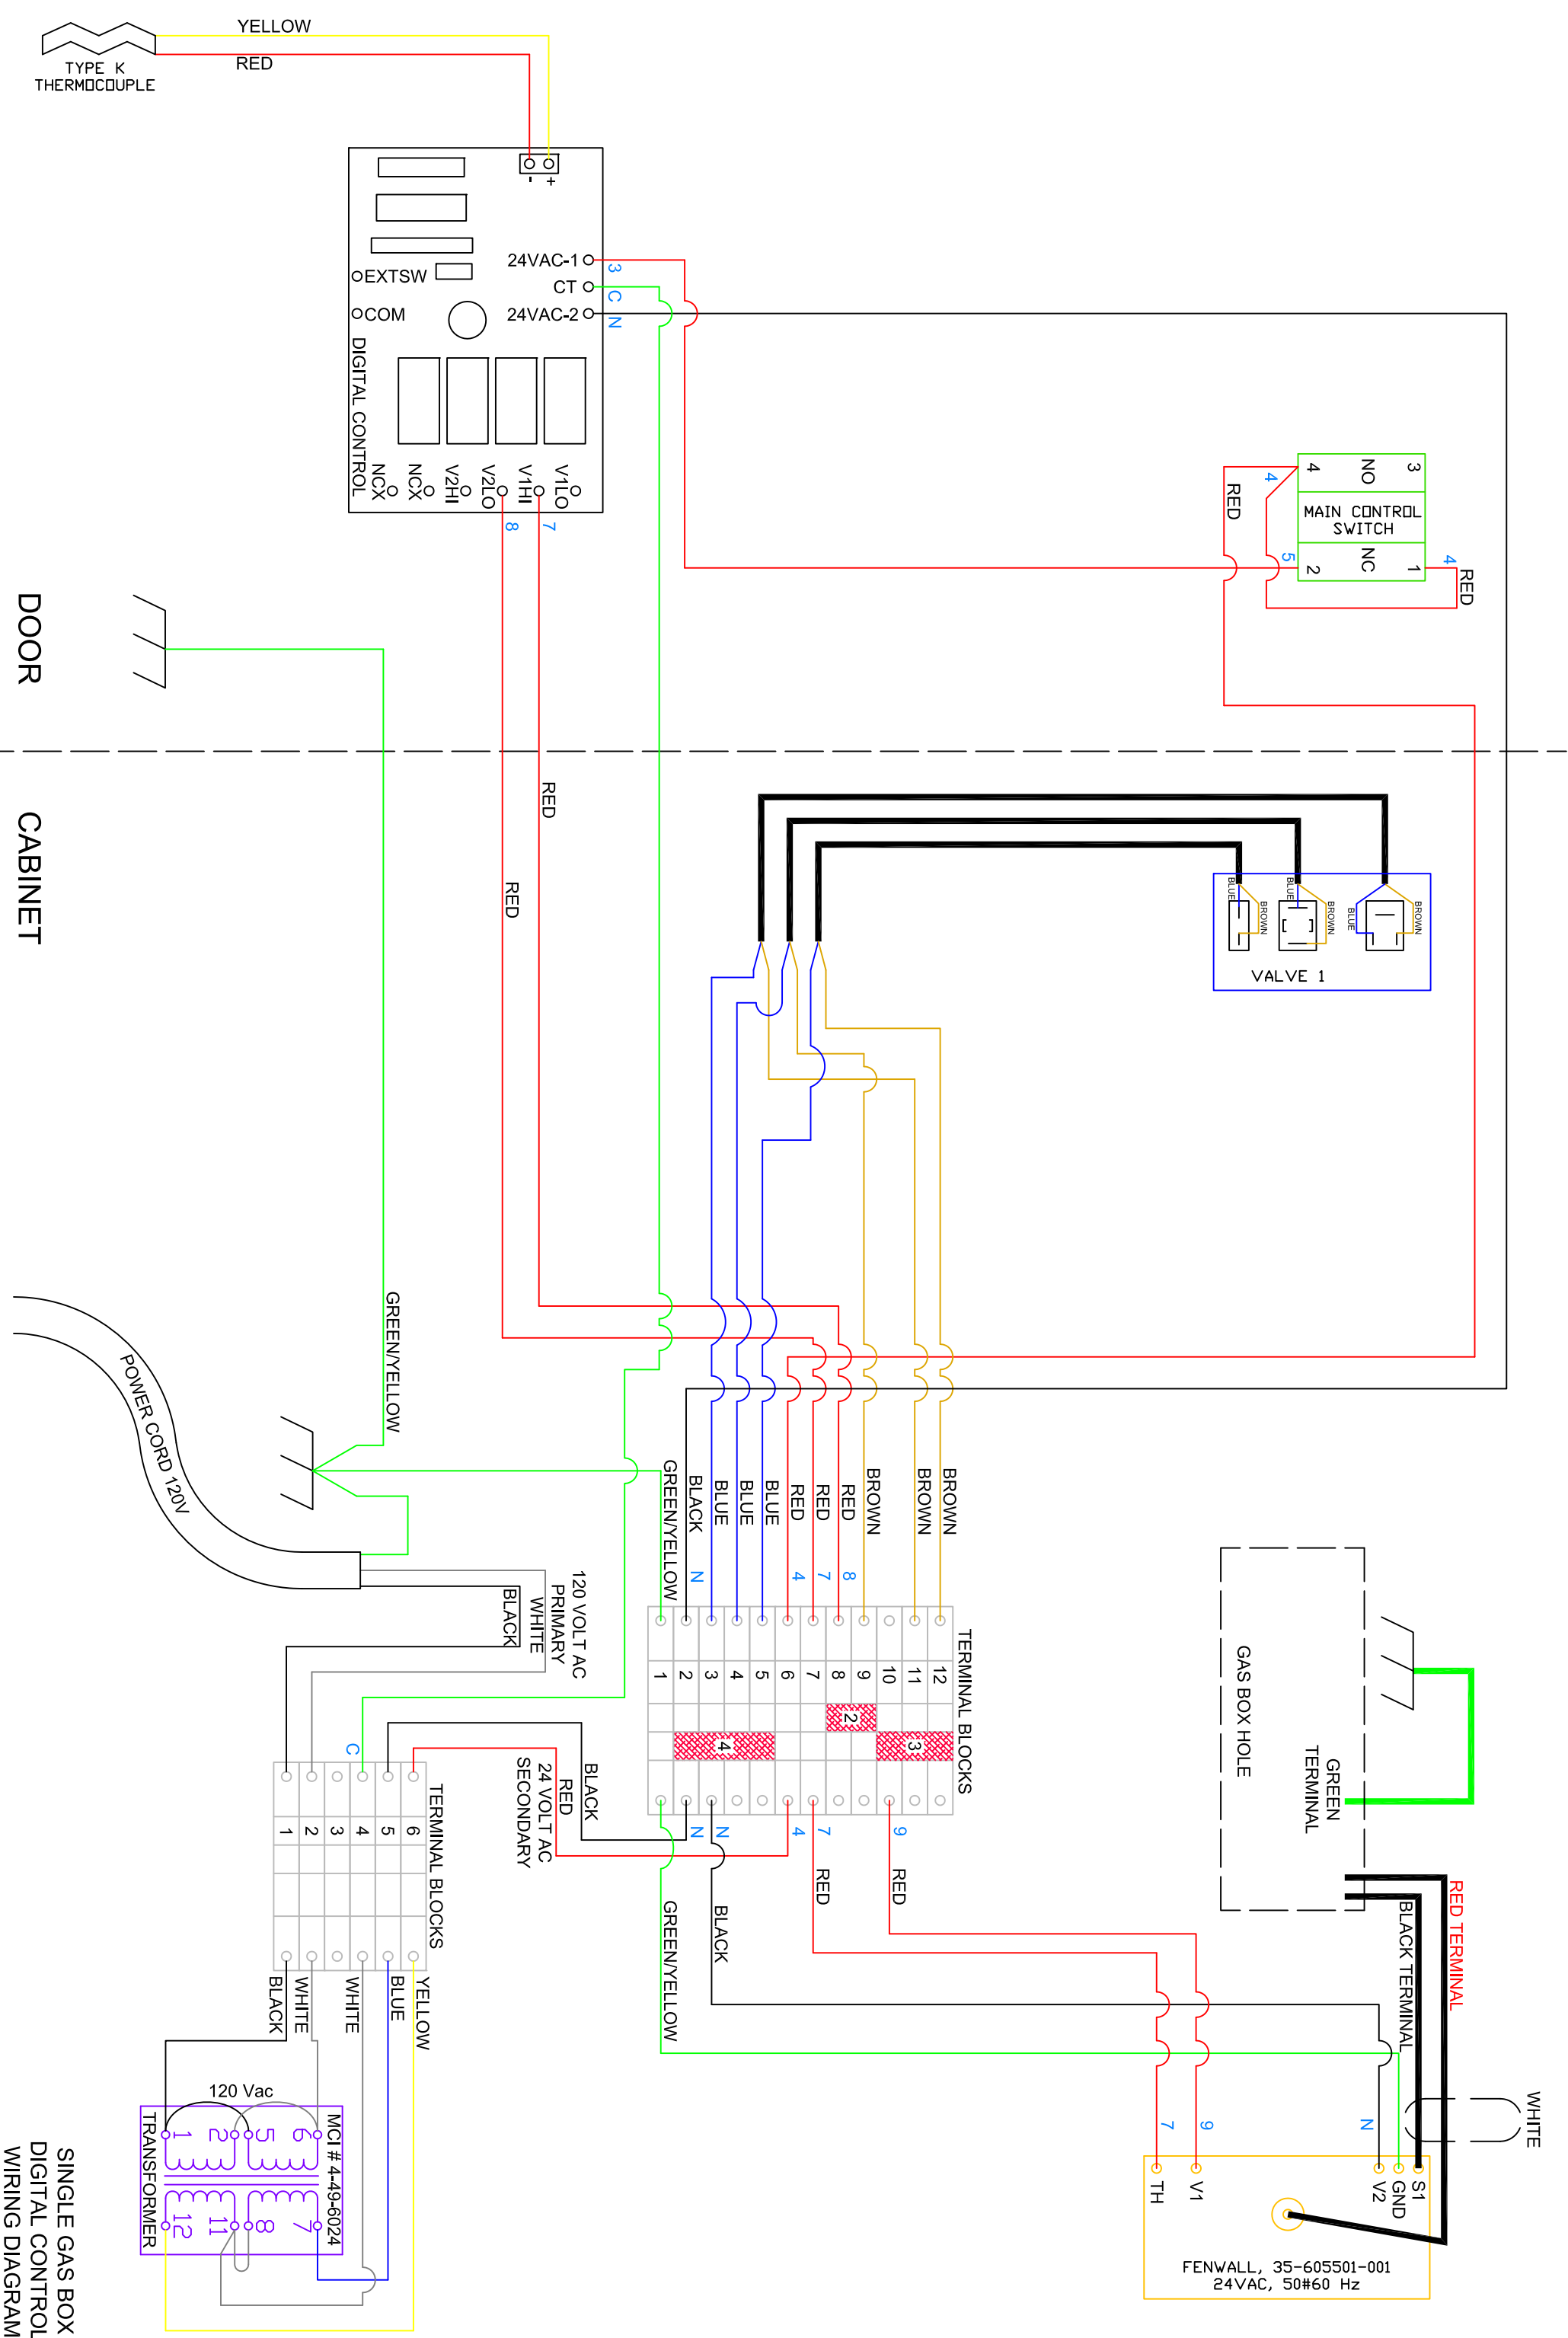 YELLOW
RED
TYPE K
THERMOCOUPLE
- +
24VAC-1
3
CT
C
24VAC-2
N
EXTSW
COM
DIGITAL CONTROL
NCX
NCX
V2HI
V2LO
V1HI
V1LO
8
7
4
NO
3
MAIN CONTROL
SWITCH
2
NC
1
4
5
4
RED
RED
DOOR
CABINET
RED
RED
BLUE
BROWN
BLUE
BROWN
BLUE
BROWN
VALVE 1
GREEN/YELLOW
POWER CORD 120V
GREEN/YELLOW
BLACK
BLUE
BLUE
BLUE
RED
RED
RED
BROWN
BROWN
BROWN
N
4
7
8
120 VOLT AC
PRIMARY
WHITE
BLACK
TERMINAL BLOCKS
1
2
3
4
5
6
7
8
9
10
11
12
2
4
3
GAS BOX HOLE
GREEN
TERMINAL
C
BLACK
RED
24 VOLT AC
SECONDARY
N
N
4
7
9
TERMINAL BLOCKS
1
2
3
4
5
6
RED
RED
BLACK
GREEN/YELLOW
RED TERMINAL
BLACK TERMINAL
BLACK
WHITE
WHITE
BLUE
YELLOW
120 Vac
MCI # 4-49-6024
TRANSFORMER
1
2
5
6
12
11
8
7
WHITE
7
9
N
TH
V1
V2
GND
S1
FENWALL, 35-605501-001
24VAC, 50#60 Hz
SINGLE GAS BOX
DIGITAL CONTROL
WIRING DIAGRAM